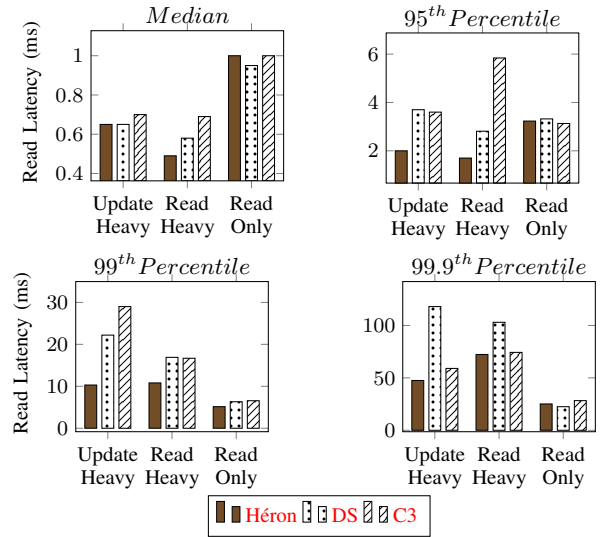 Median
Read Latency (ms)
1
0.8
0.6
0.4
Update Heavy
Read Heavy
Read Only
95th Percentile
6
4
2
Update Heavy
Read Heavy
Read Only
99th Percentile
Read Latency (ms)
30
20
10
0
Update Heavy
Read Heavy
Read Only
99.9th Percentile
100
50
0
Update Heavy
Read Heavy
Read Only
Héron DS C3